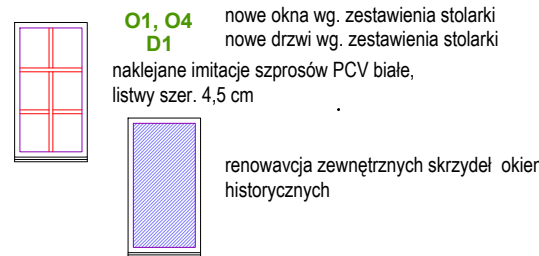 O1, O4 nowe okna wg. zestawienia stolarki
D1 nowe drzwi wg. zestawienia stolarki
naklejane imitacje szprosów PCV białe,
listwy szer. 4,5 cm
renowavcja zewnętrznych skrzydeł okien
historycznych